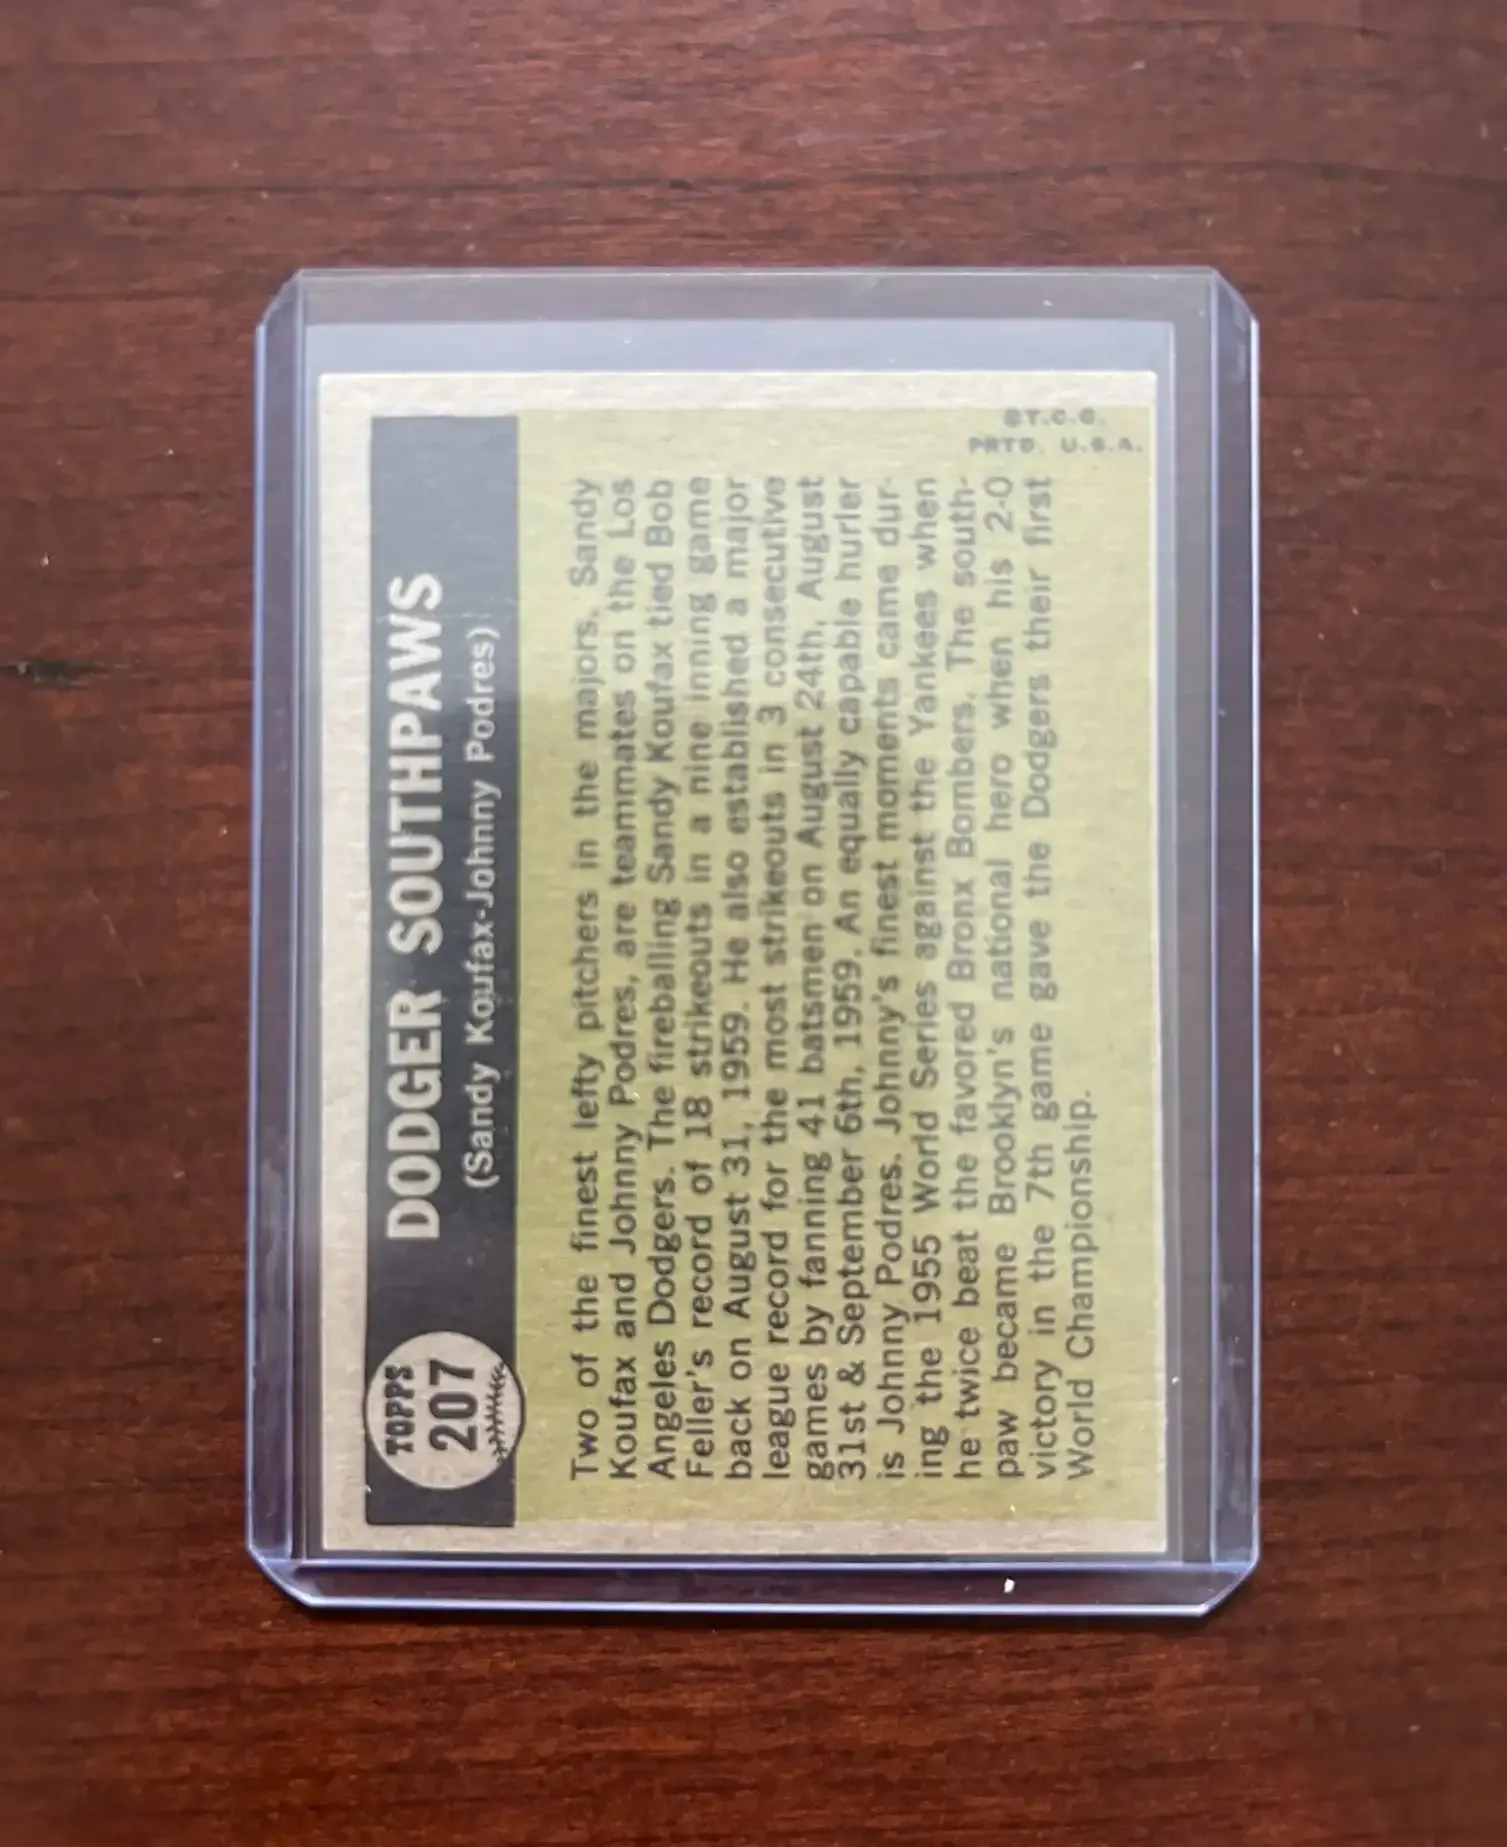 TOPPS
207
DODGER SOUTHPAWS
(Sandy Koufax-Johnny Podres)
Two of the finest lefty pitchers in the majors, Sandy
Koufax and Johnny Podres, are teammates on the Los
Angeles Dodgers. The fireballing Sandy Koufax tied Bob
Feller's record of 18 strikeouts in a nine inning game
back on August 31, 1959. He also established a major
league record for the most strikeouts in 3 consecutive
games by fanning 41 batsmen on August 24th, August
31st & September 6th, 1959. An equally capable hurler
is Johnny Podres. Johnny's finest moments came dur-
ing the 1955 World Series against the Yankees when
he twice beat the favored Bronx Bombers. The south-
paw became Brooklyn's national hero when his 2-0
victory in the 7th game gave the Dodgers their first
World Championship.
©T.C.G.
PRTD. U.S.A.